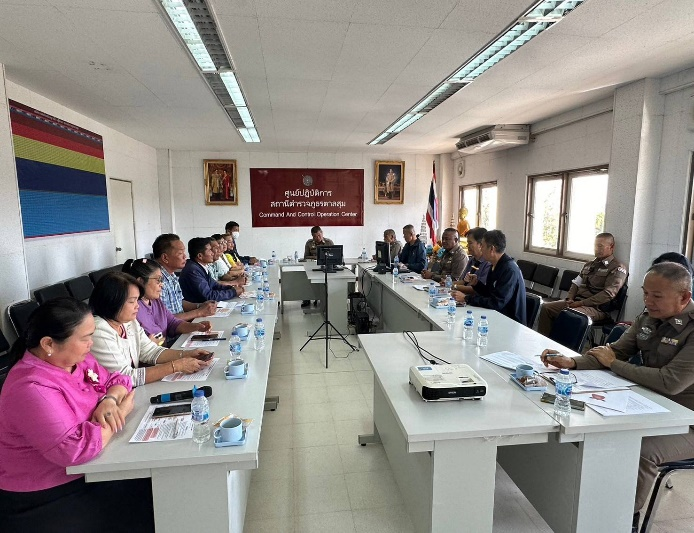 ศูนย์ปฏิบัติการ
สถานีตำรวจภูธรตาลสุม
Command And Control Operation Center